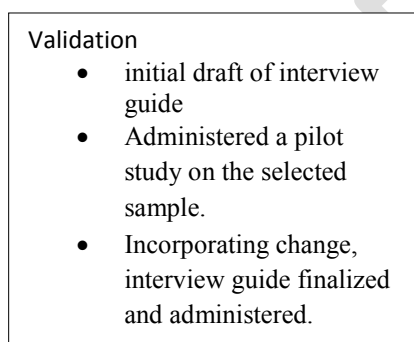 Validation
• initial draft of interview
guide
• Administered a pilot
study on the selected
sample.
• Incorporating change,
interview guide finalized
and administered.